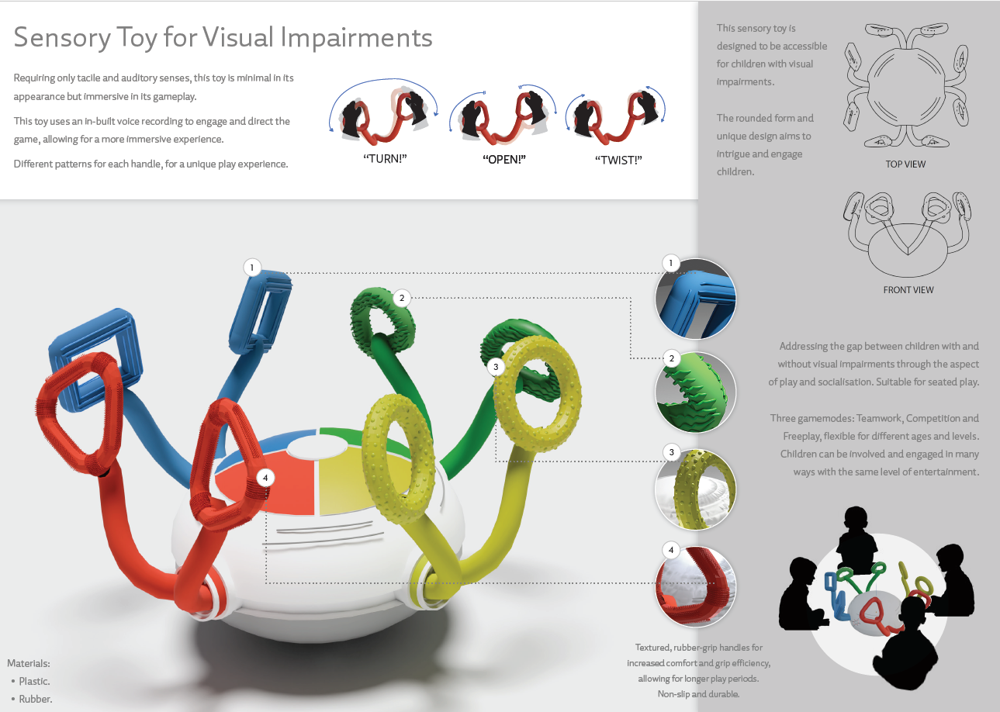 Sensory Toy for Visual Impairments
Requiring only tacile and auditory senses, this toy is minimal in its
appearance but immersive in its gameplay.
This toy uses an in-built voice recording to engage and direct the
game, allowing for a more immersive experience.
Different patterns for each handle, for a unique play experience.
“TURN!”
“OPEN!”
“TWIST!”
This sensory toy is
designed to be accessible
for children with visual
impairments.
The rounded form and
unique design aims to
intrigue and engage
children.
TOP VIEW
FRONT VIEW
1
2
3
4
1
2
3
4
Addressing the gap between children with and
without visual impairments through the aspect
of play and socialisation. Suitable for seated play.
Three gamemodes: Teamwork, Competition and
Freeplay, flexible for different ages and levels.
Children can be involved and engaged in many
ways with the same level of entertainment.
Textured, rubber-grip handles for
increased comfort and grip efficiency,
allowing for longer play periods.
Non-slip and durable.
Materials:
• Plastic.
• Rubber.